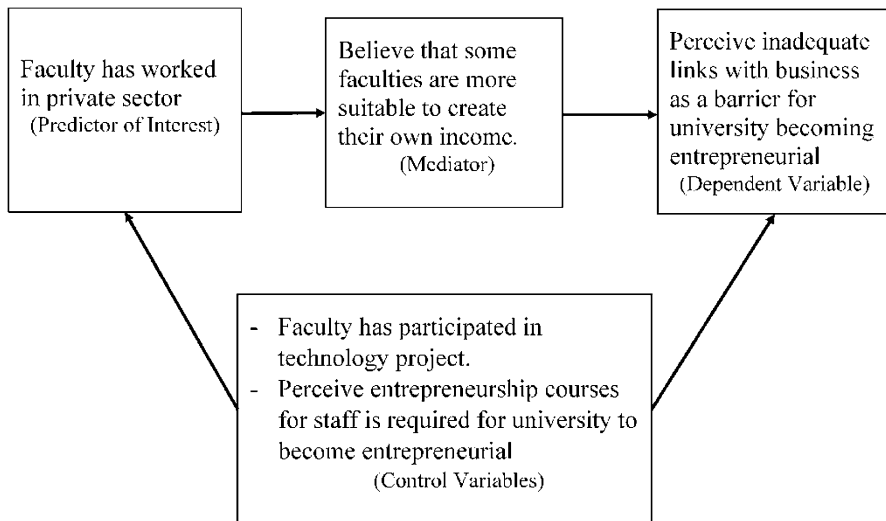 Faculty has worked
in private sector
(Predictor of Interest)
Believe that some
faculties are more
suitable to create
their own income.
(Mediator)
Perceive inadequate
links with business
as a barrier for
university becoming
entrepreneurial
(Dependent Variable)
- Faculty has participated in
technology project.
- Perceive entrepreneurship courses
for staff is required for university to
become entrepreneurial
(Control Variables)